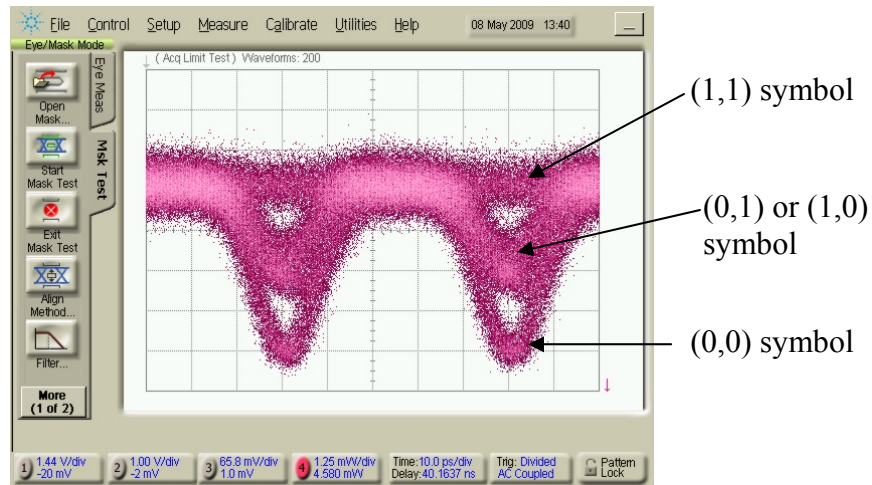 File Control Setup Measure Calibrate Utilities Help 08 May 2009 13:40
Eye/Mask Mode
( Acq Limit Test ) Waveforms: 200
Eye Meas
Msk Test
Open
Mask...
Start
Mask Test
Exit
Mask Test
Align
Method...
Filter...
More
(1 of 2)
(1,1) symbol
(0,1) or (1,0)
symbol
(0,0) symbol
1 1.44 V/div
-20 mV
2 1.00 V/div
-2 mV
3 65.8 mV/div
1.0 mV
4 1.25 mW/div
4.580 mW
Time:10.0 ps/div
Delay:40.1637 ns
Trig: Divided
AC Coupled
Pattern
Lock